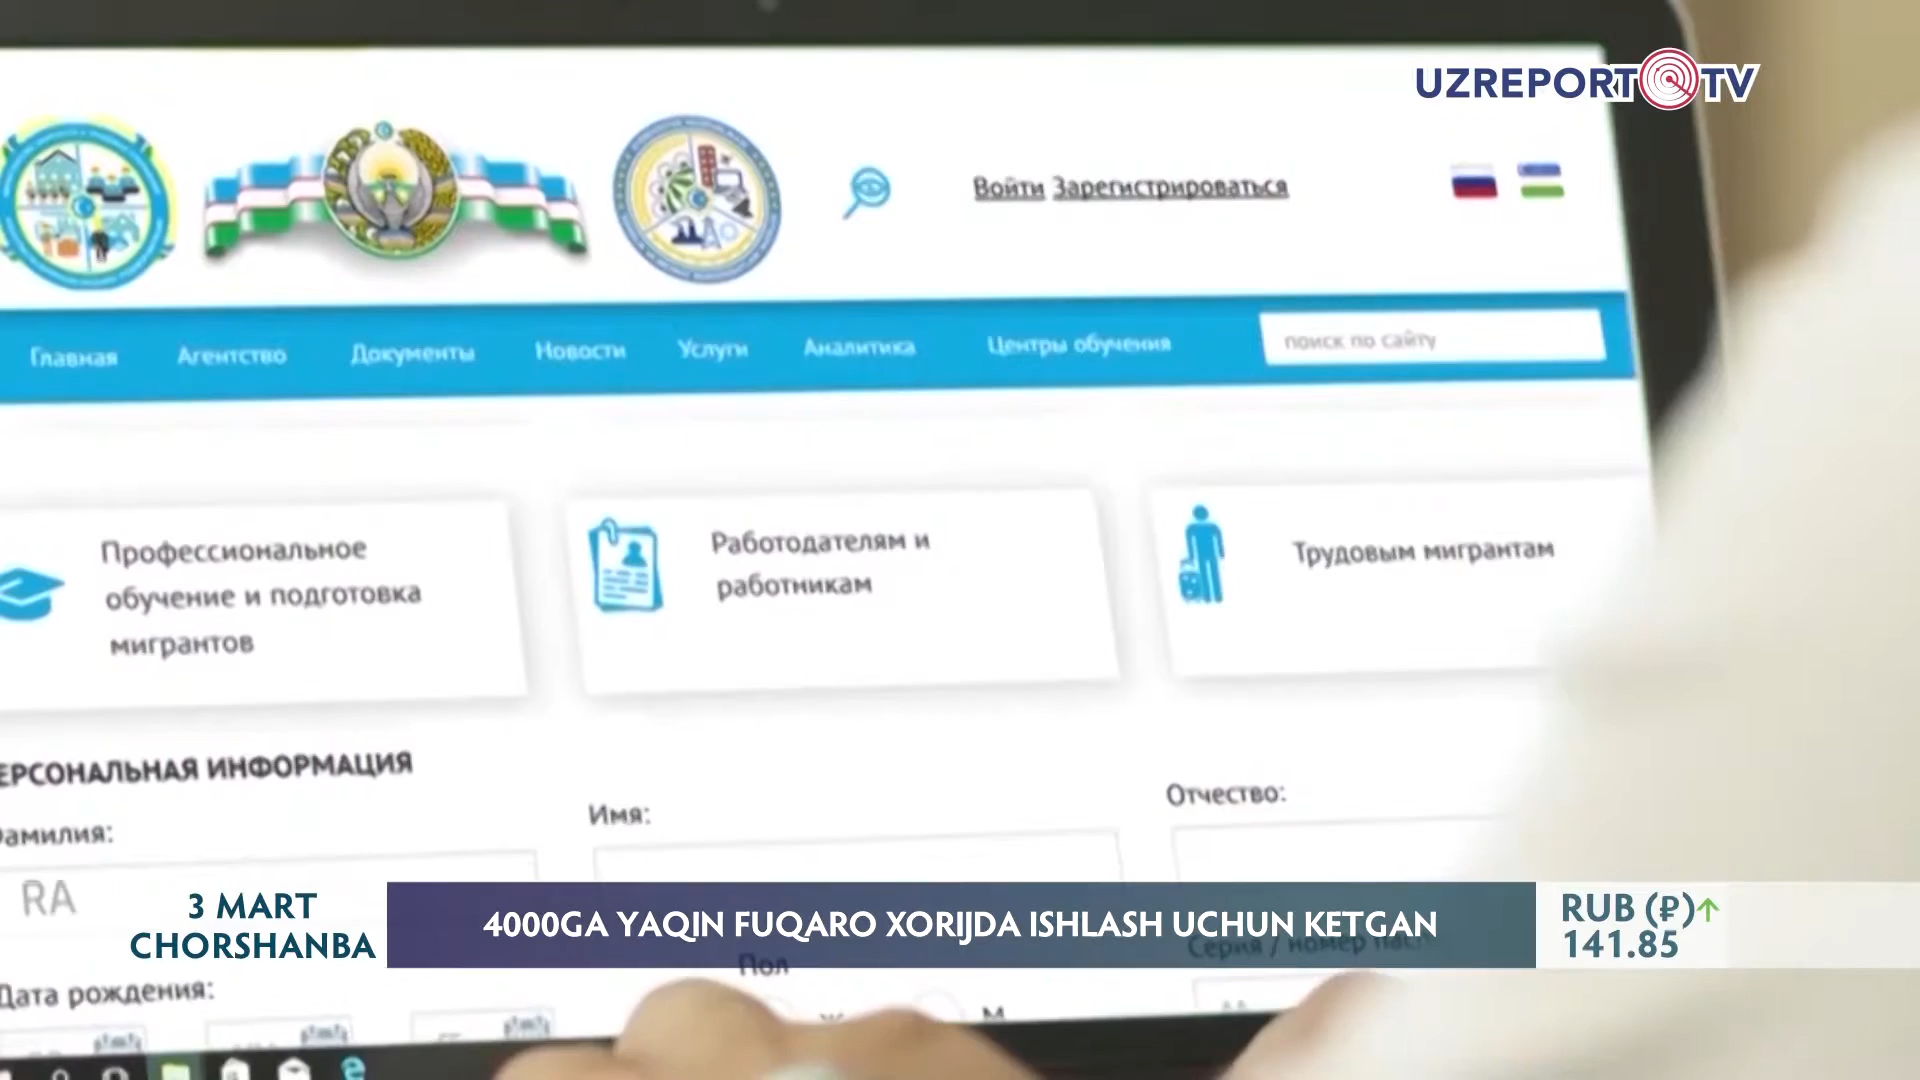 UZREPORT TV
Войти Зарегистрироваться
Главная Агентство Документы Новости Услуги Аналитика Центры обучения поиск по сайту
Профессиональное
обучение и подготовка
мигрантов
Работодателям и
работникам
Трудовым мигрантам
ЕРСОНАЛЬНАЯ ИНФОРМАЦИЯ
амилия:
Имя:
Отчество:
RA
3 MART
CHORSHANBA
4000GA YAQIN FUQARO XORIJDA ISHLASH UCHUN KETGAN
RUB (₽)↑
141.85
Серия / номер
Пол
Дата рождения:
М